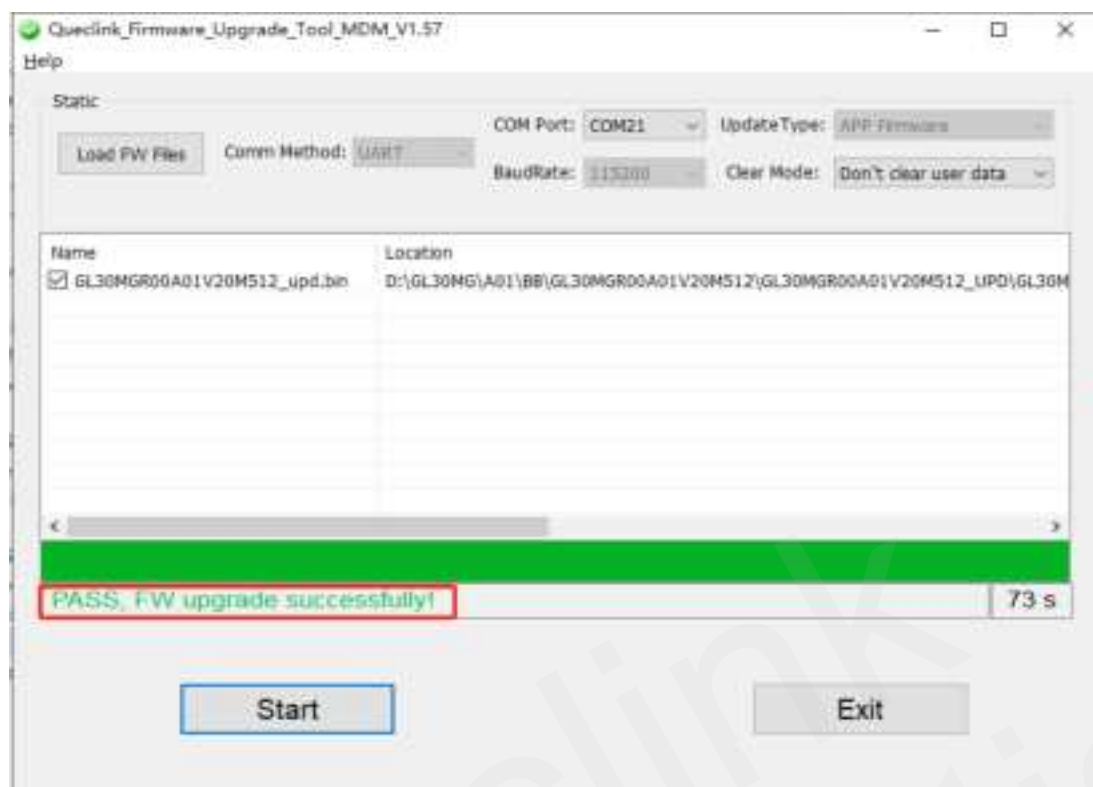 Queclink_Firmware_Upgrade_Tool_MDM_V1.57
Help
Static
Load FW Files
Comm Method: UART
COM Port: COM21
UpdateType: APP Firmware
BaudRate: 115200
Clear Mode: Don't clear user data
Name Location
GL30MGR00A01V20M512_upd.bin D:\GL30MG\A01\BB\GL30MGR00A01V20M512\GL30MGR00A01V20M512_UPD\GL30M
PASS, FW upgrade successfully!
73 s
Start
Exit